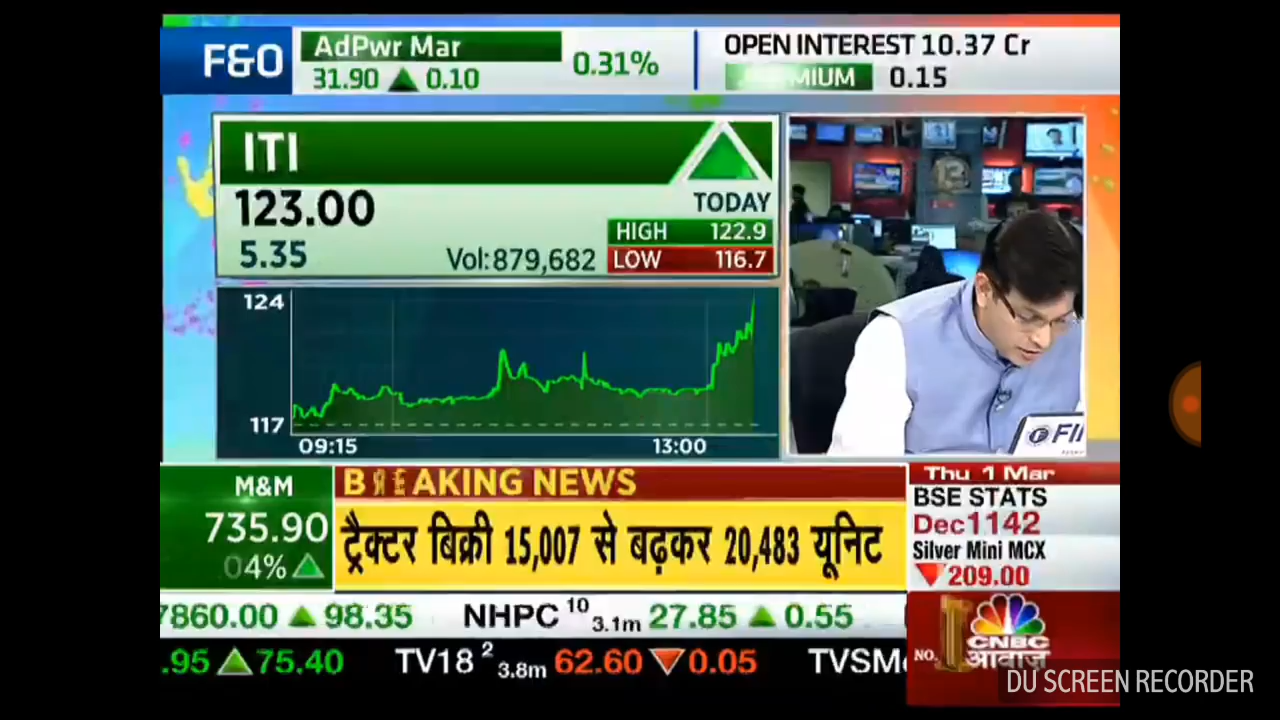 F&O
AdPwr Mar
31.90 ▲ 0.10
0.31%
OPEN INTEREST 10.37 Cr
0.15
ITI
123.00
5.35
Vol:879,682
TODAY
HIGH 122.9
LOW 116.7
124
117
09:15
13:00
FII
M&M
735.90
04% ▲
BREAKING NEWS
ट्रैक्टर बिक्री 15,007 से बढ़कर 20,483 यूनिट
Thu 1 Mar
BSE STATS
Dec1142
Silver Mini MCX
▼209.00
7860.00 ▲ 98.35 NHPC 10 3.1m 27.85 ▲ 0.55
.95 ▲ 75.40 TV18 2 3.8m 62.60 ▼ 0.05 TVSM
NO. 1
CNBC
आवाज़
DU SCREEN RECORDER